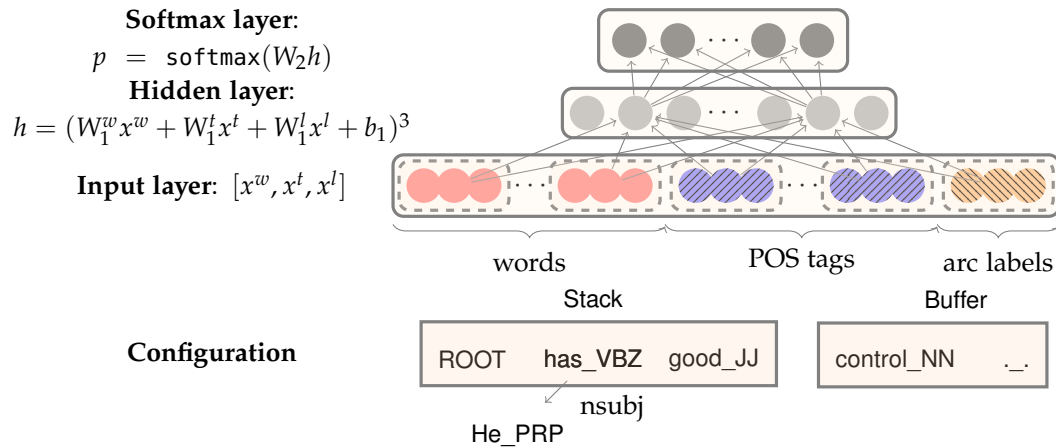 Softmax layer:
p = softmax(W₂h)
Hidden layer:
h = (W₁ʷxʷ + W₁ᵗxᵗ + W₁ˡxˡ + b₁)³
Input layer: [xʷ, xᵗ, xˡ]
··· 
···
··· ···
words POS tags arc labels
Stack Buffer
Configuration ROOT has_VBZ good_JJ control_NN ._.
nsubj
He_PRP